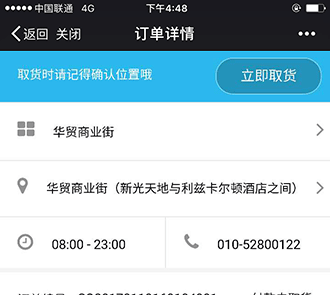 中国联通 4G 下午4:48
返回 关闭 订单详情
取货时请记得确认位置哦 立即取货
华贸商业街
华贸商业街（新光天地与利兹卡尔顿酒店之间）
08:00 - 23:00 010-52800122